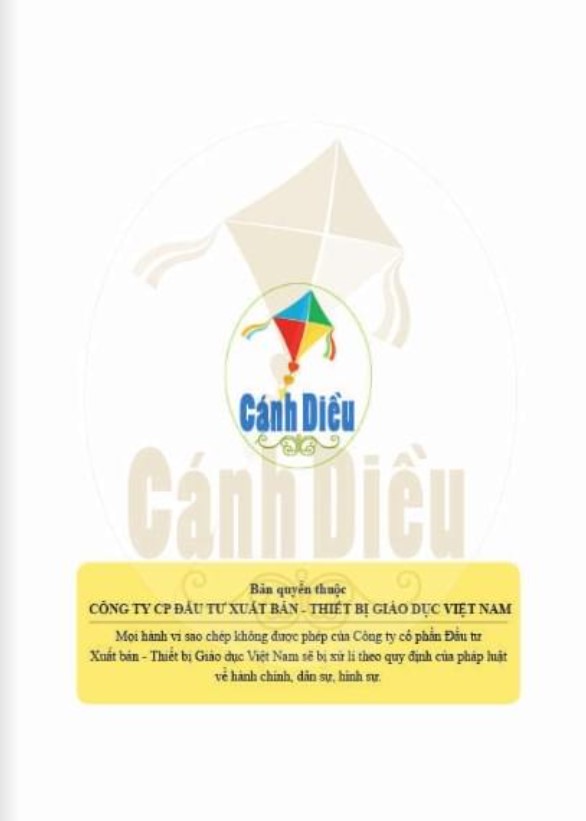 Cánh Diều
Cánh Diều
Bản quyền thuộc
CÔNG TY CP ĐẦU TƯ XUẤT BẢN - THIẾT BỊ GIÁO DỤC VIỆT NAM
Mọi hành vi sao chép không được phép của Công ty cổ phần Đầu tư
Xuất bản - Thiết bị Giáo dục Việt Nam sẽ bị xử lí theo quy định của pháp luật
về hành chính, dân sự, hình sự.